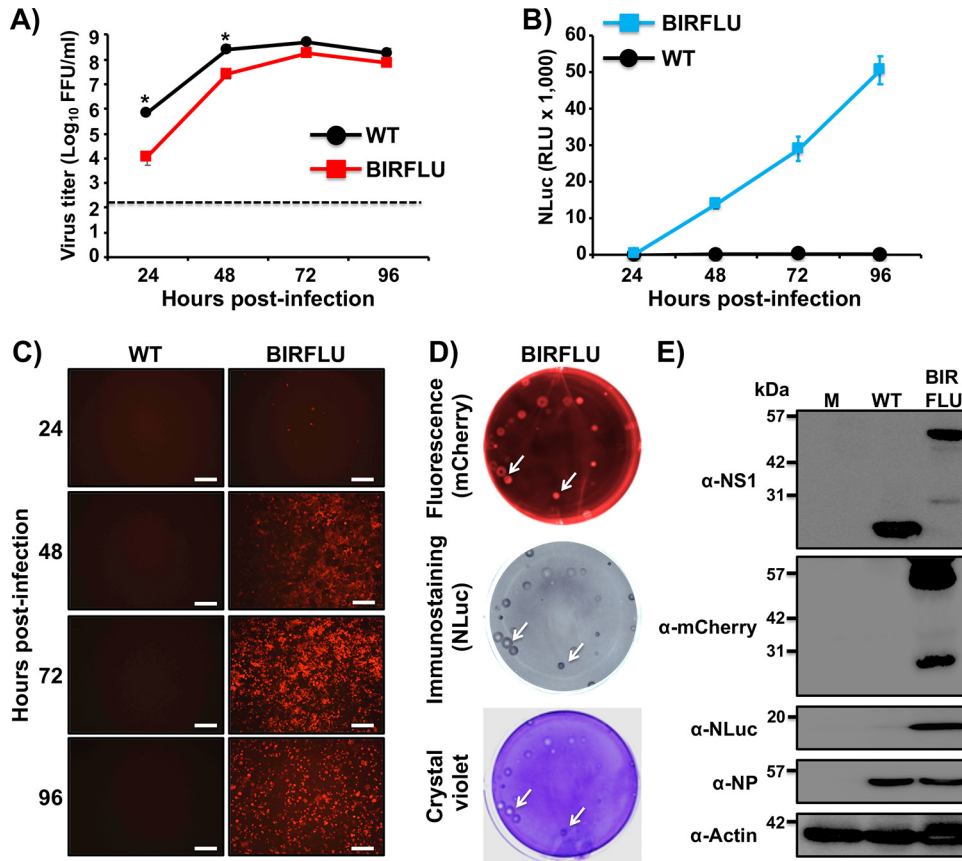 A)
Virus titer (Log10 FFU/ml)
9
8
7
6
5
4
3
2
1
0
*
*
WT
BIRFLU
24 48 72 96
Hours post-infection
B)
NLuc (RLU x 1,000)
60
50
40
30
20
10
0
BIRFLU
WT
24 48 72 96
Hours post-infection
C)
WT BIRFLU
Hours post-infection
24
48
72
96
D)
BIRFLU
Fluorescence
(mCherry)
Immunostaining
(NLuc)
Crystal
violet
E)
kDa
M WT BIR
FLU
57
42
31
α-NS1
57
42
31
α-mCherry
20
α-NLuc
57
α-NP
42
α-Actin